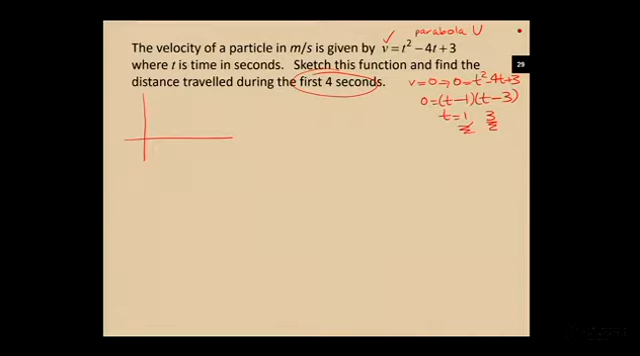 parabola U
The velocity of a particle in m/s is given by v = t² − 4t + 3
where t is time in seconds. Sketch this function and find the
29
distance travelled during the first 4 seconds.
v=0 ⇒ 0=t²-4t+3
0=(t-1)(t-3)
t= 1 3